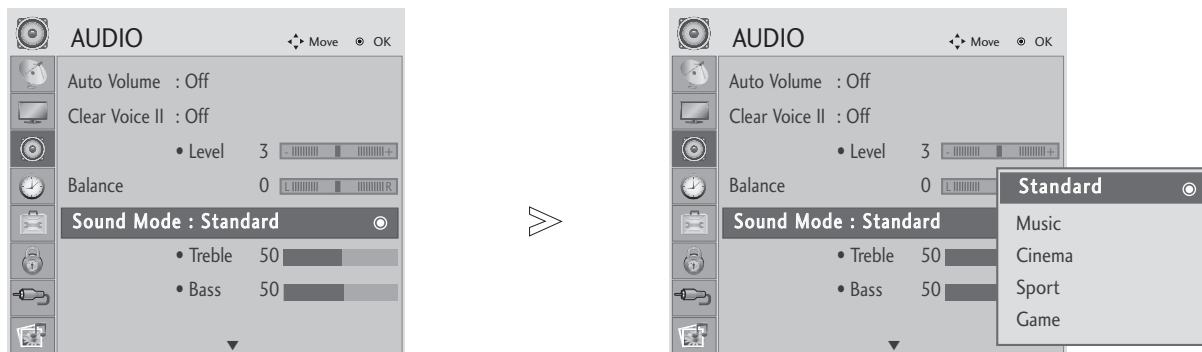 AUDIO Move OK
Auto Volume : Off
Clear Voice II : Off
• Level 3 - +
Balance 0 L R
Sound Mode : Standard
• Treble 50
• Bass 50
AUDIO Move OK
Auto Volume : Off
Clear Voice II : Off
• Level 3 - +
Balance 0 L
Sound Mode : Standard
• Treble 50
• Bass 50
Standard
Music
Cinema
Sport
Game